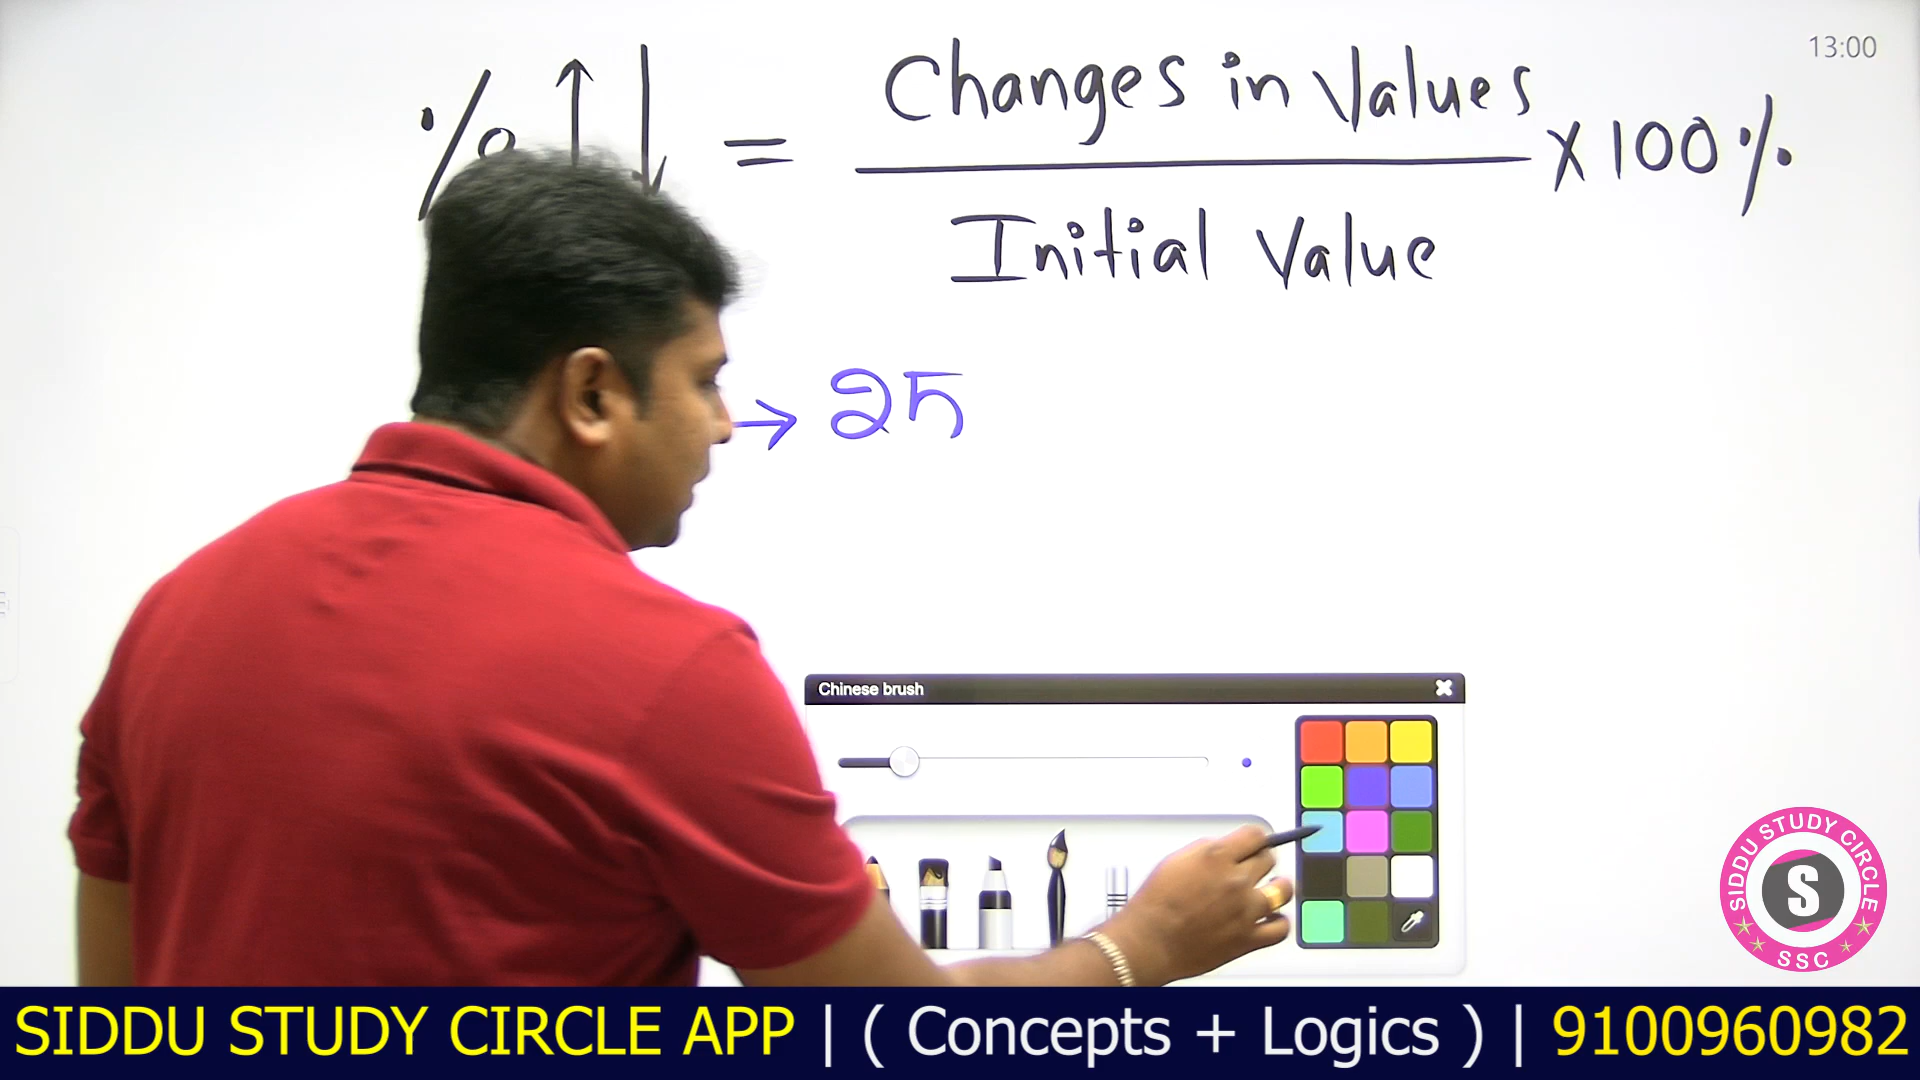 13:00
% ↑ ↓ = Changes in Values / Initial Value × 100 %
→ 25
Chinese brush
SIDDU STUDY CIRCLE
S
SSC
SIDDU STUDY CIRCLE APP | ( Concepts + Logics ) | 9100960982